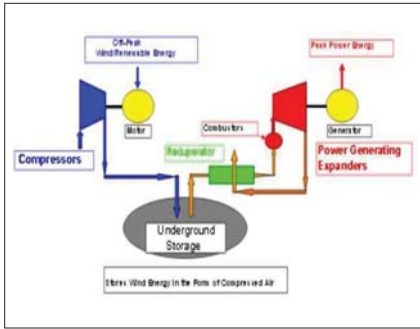 Off-Peak
Wind/Renewable Energy
Peak Power Energy
Motor
Generator
Combustors
Compressors
Recuperator
Power Generating
Expanders
Underground
Storage
Stores Wind Energy In the Form of Compressed Air